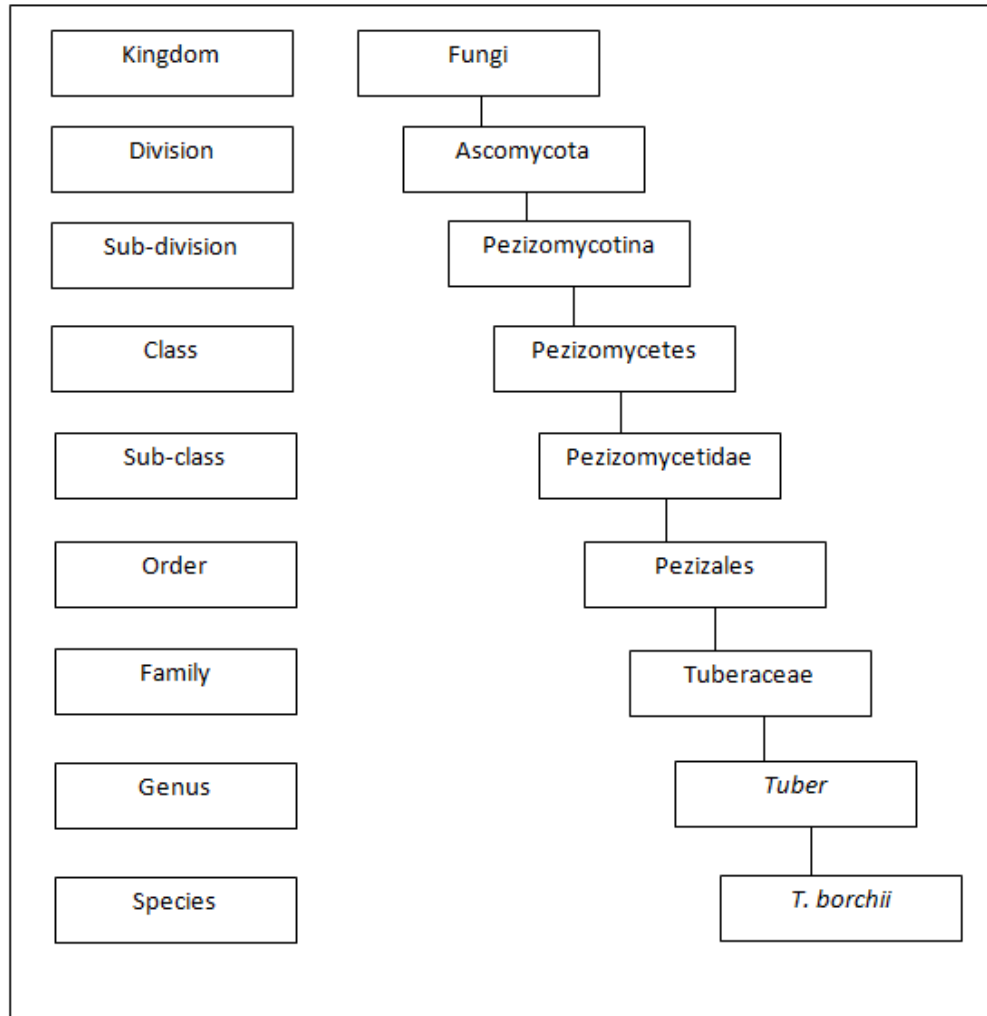 Kingdom Fungi
Division Ascomycota
Sub-division Pezizomycotina
Class Pezizomycetes
Sub-class Pezizomycetidae
Order Pezizales
Family Tuberaceae
Genus Tuber
Species T. borchii